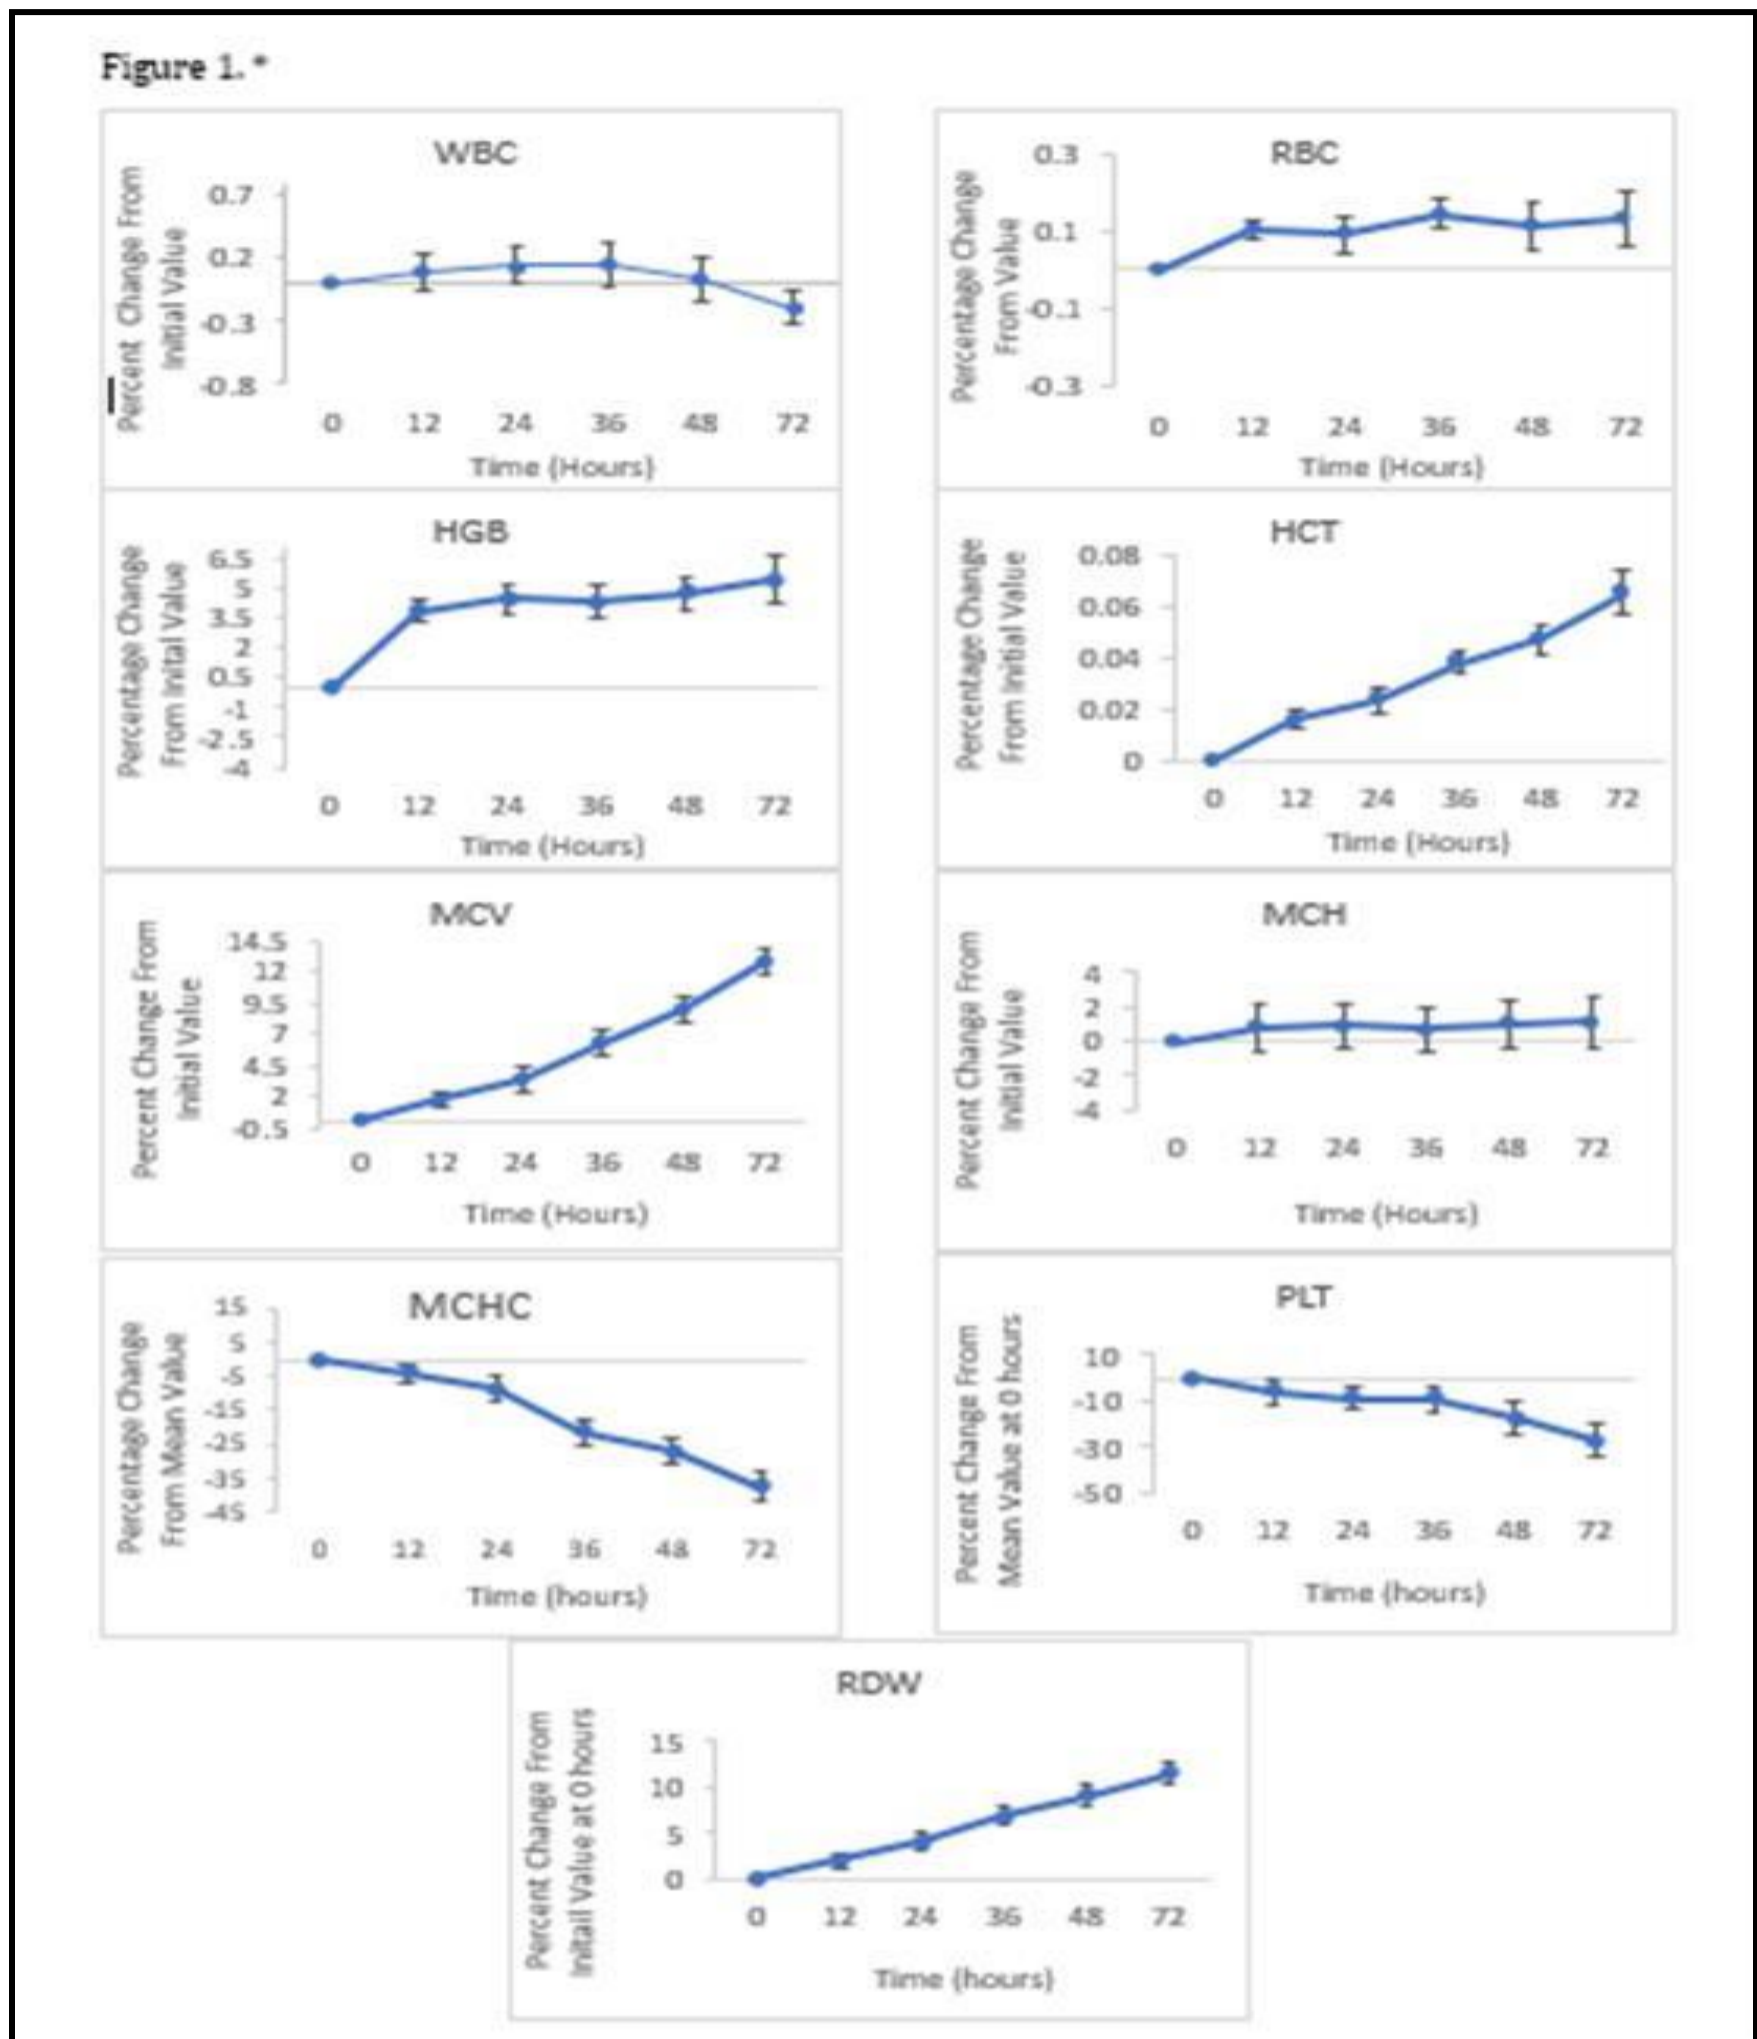 Figure 1. *
WBC
Percent Change From
Initial Value
0.7
0.2
-0.3
-0.8
0 12 24 36 48 72
Time (Hours)
RBC
Percentage Change
From Value
0.3
0.1
-0.1
-0.3
0 12 24 36 48 72
Time (Hours)
HGB
Percentage Change
From Inital Value
6.5
5
3.5
2
0.5
-1
-2.5
-4
0 12 24 36 48 72
Time (Hours)
HCT
Percentage Change
From Initial Value
0.08
0.06
0.04
0.02
0
0 12 24 36 48 72
Time (Hours)
MCV
Percent Change From
Initial Value
14.5
12
9.5
7
4.5
2
-0.5
0 12 24 36 48 72
Time (Hours)
MCH
Percent Change From
Initial Value
4
2
0
-2
-4
0 12 24 36 48 72
Time (Hours)
MCHC
Percentage Change
From Mean Value
15
5
-5
-15
-25
-35
-45
0 12 24 36 48 72
Time (hours)
PLT
Percent Change From
Mean Value at 0 hours
10
-10
-30
-50
0 12 24 36 48 72
Time (hours)
RDW
Percent Change From
Initail Value at 0 hours
15
10
5
0
0 12 24 36 48 72
Time (hours)